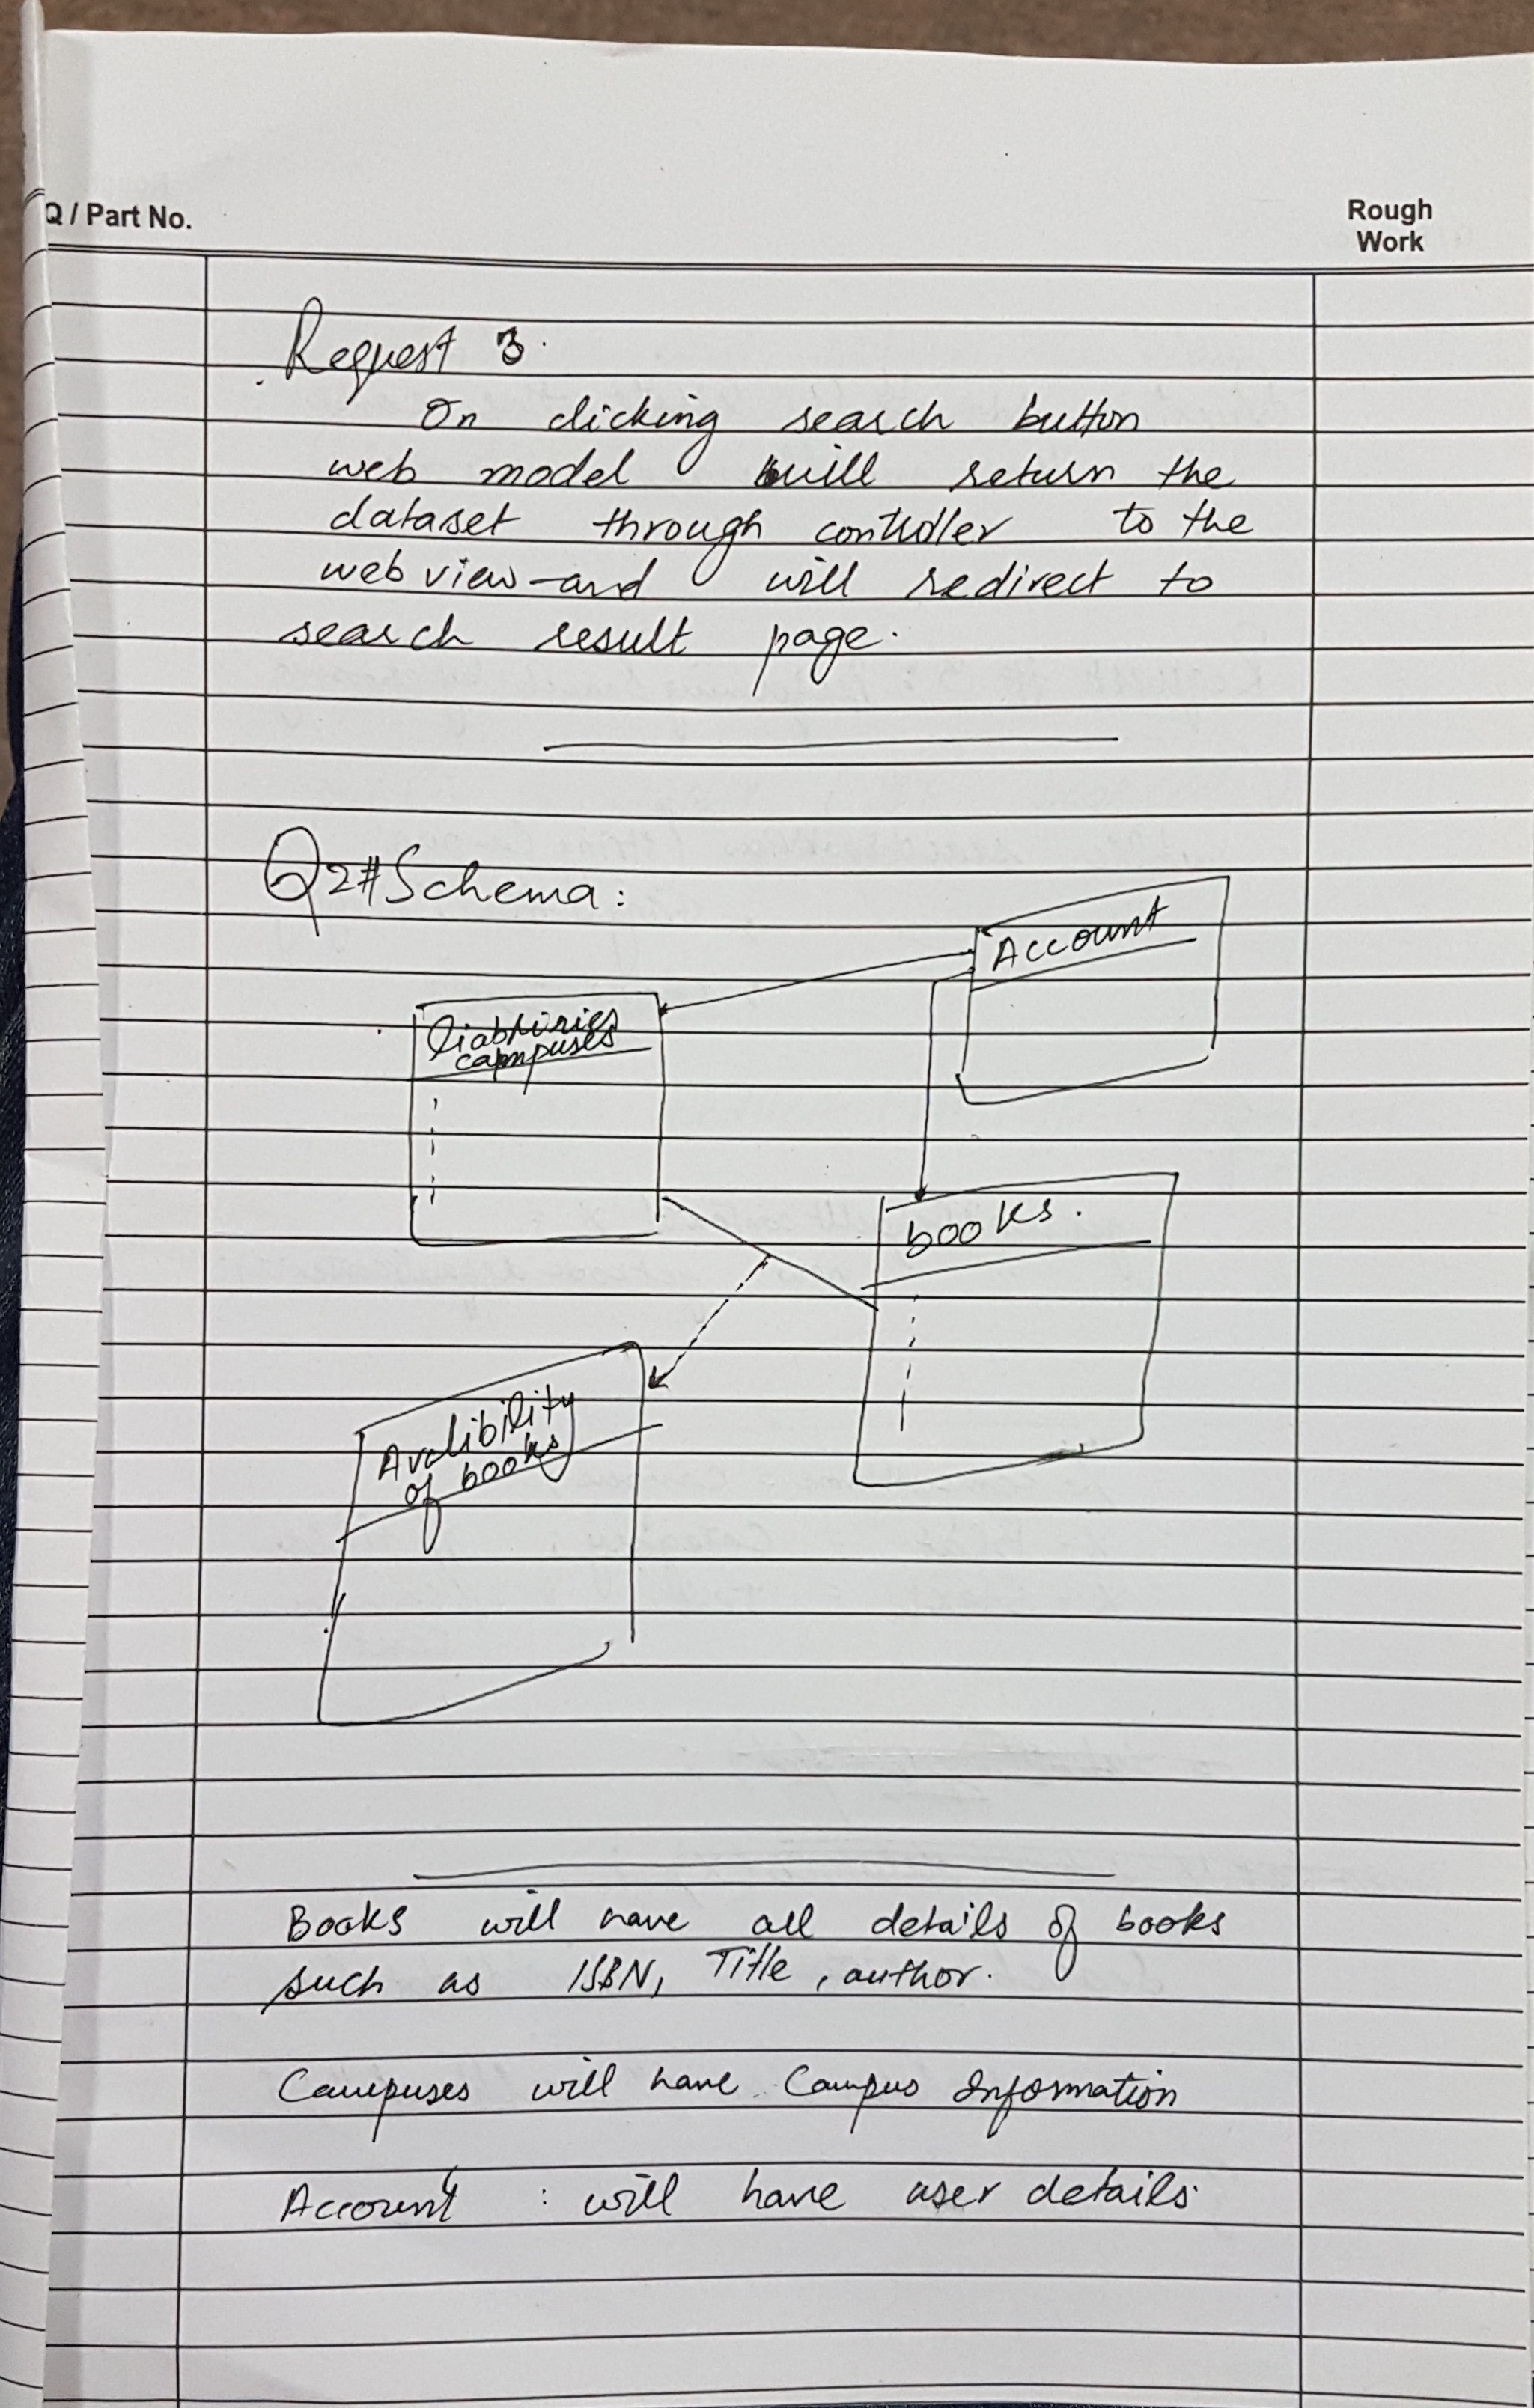 Q / Part No.
Rough
Work
Request 3.
On clicking search button
web model will return the
dataset through controller to the
web view and will redirect to
search result page.
Q2#Schema:
Account
campuses
books.
Avalibility
of books
Books will have all details of books
such as ISBN, Title, author.
Campuses will have Campus Information
Account : will have user details.